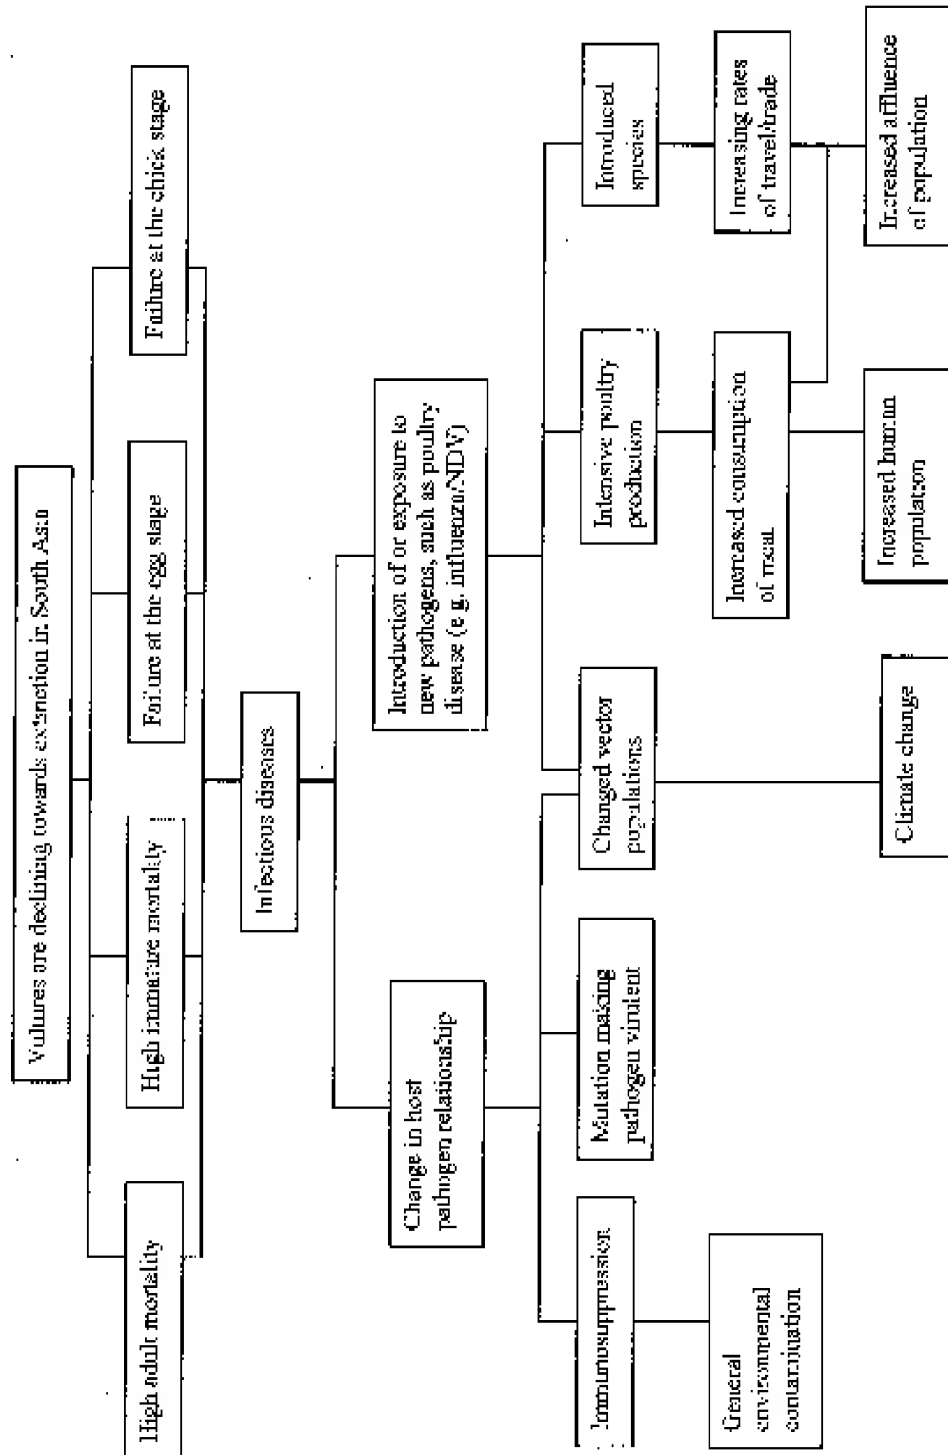 Vultures are declining towards extinction in South Asia
High adult mortality
High immature mortality
Failure at the egg stage
Failure at the chick stage
Infectious diseases
Change in host
pathogen relationship
Introduction of or exposure to
new pathogens, such as poultry
disease (e.g. influenza/NDV)
Immunosuppression
Mutation making
pathogen virulent
Changed vector
populations
Intensive poultry
production
Introduced
species
General
environmental
contamination
Increased consumption
of meat
Increasing rates
of travel/trade
Climate change
Increased human
population
Increased affluence
of population